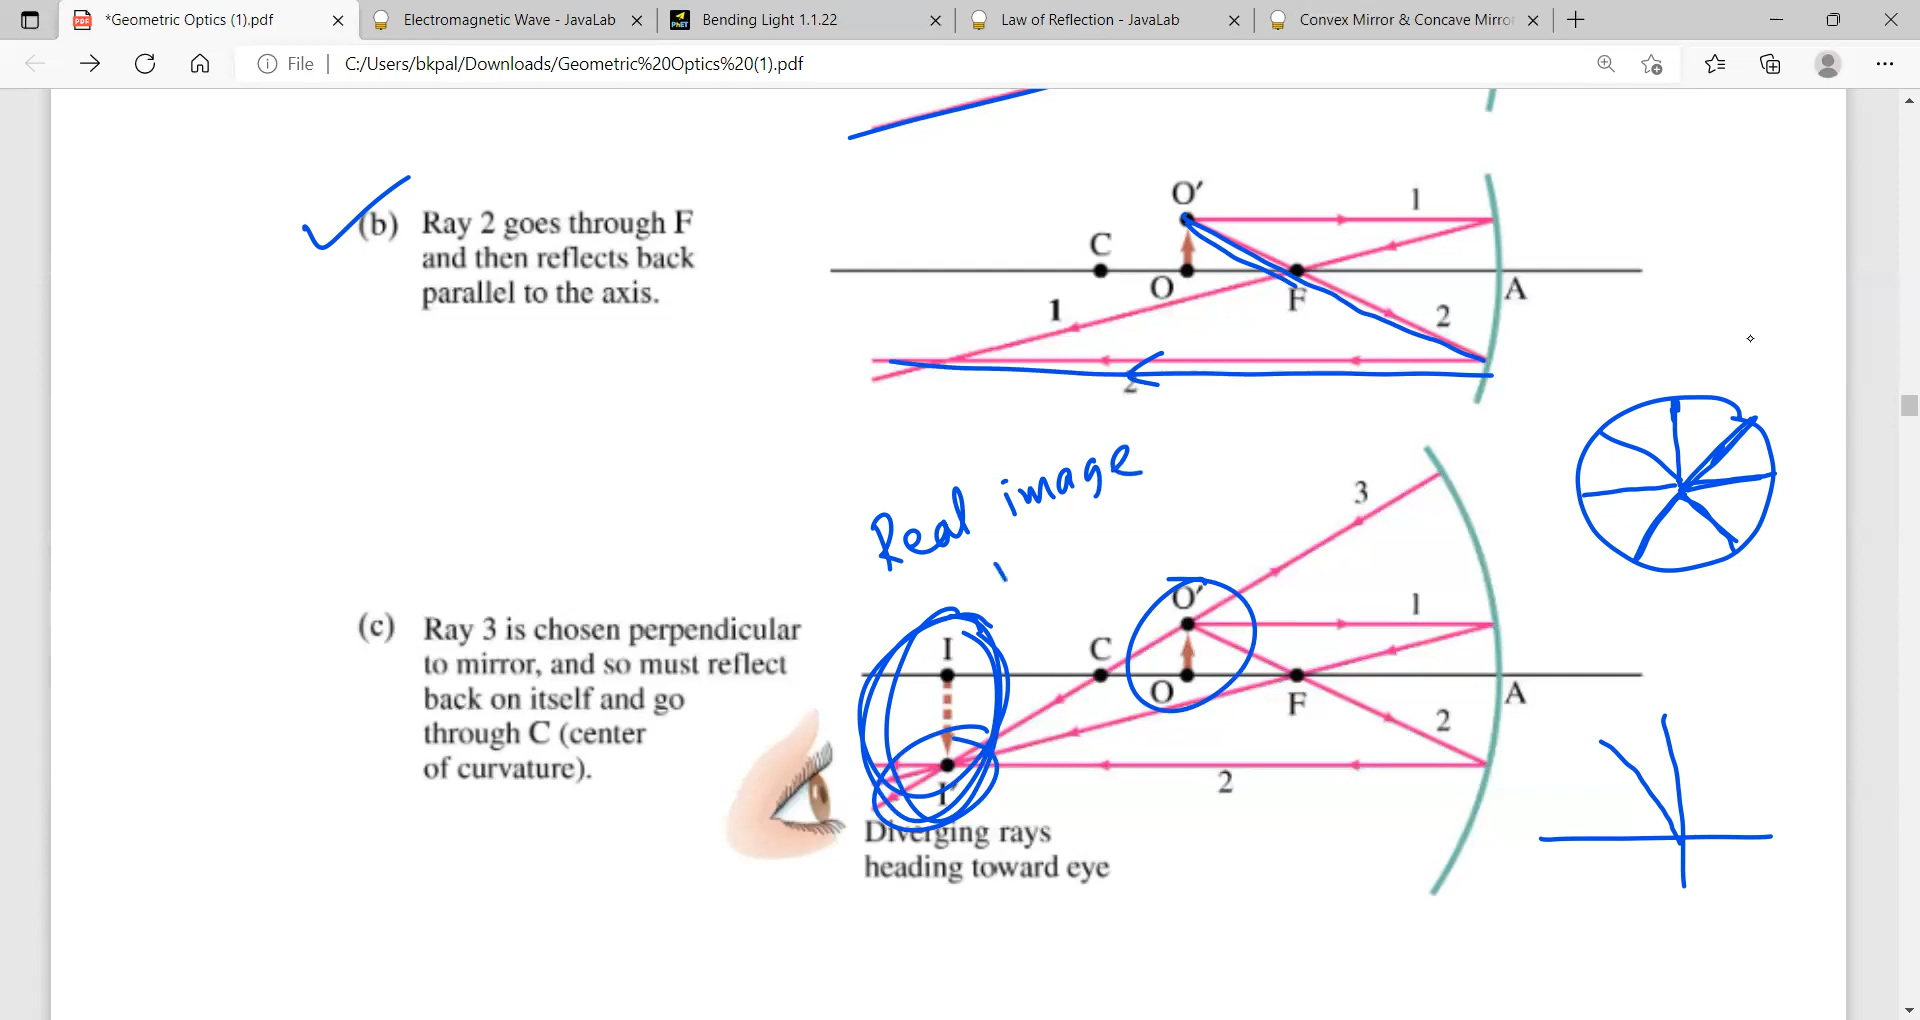 *Geometric Optics (1).pdf
Electromagnetic Wave - JavaLab
Bending Light 1.1.22
Law of Reflection - JavaLab
Convex Mirror & Concave Mirro
File
C:/Users/bkpal/Downloads/Geometric%20Optics%20(1).pdf
(b) Ray 2 goes through F
and then reflects back
parallel to the axis.
O′
1
C
O
F
A
1
2
2
Real image
(c) Ray 3 is chosen perpendicular
to mirror, and so must reflect
back on itself and go
through C (center
of curvature).
3
O′
1
I
C
O
F
A
2
2
I′
Diverging rays
heading toward eye